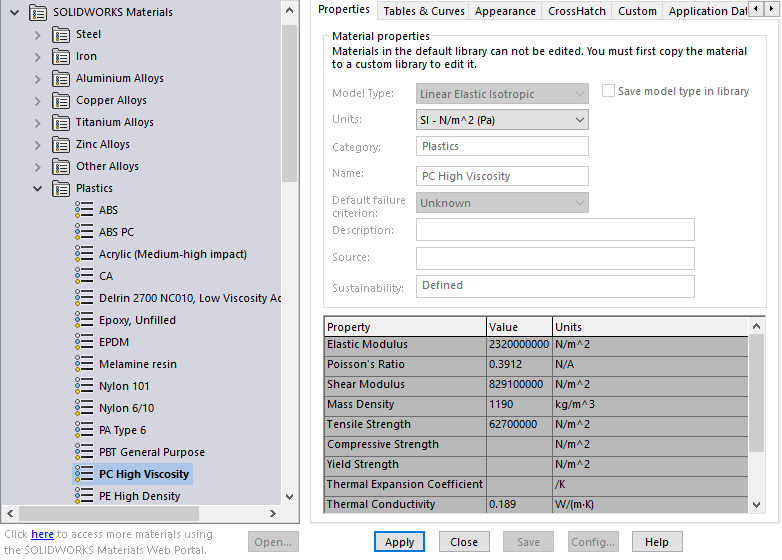 SOLIDWORKS Materials
Steel
Iron
Aluminium Alloys
Copper Alloys
Titanium Alloys
Zinc Alloys
Other Alloys
Plastics
ABS
ABS PC
Acrylic (Medium-high impact)
CA
Delrin 2700 NC010, Low Viscosity Ac
Epoxy, Unfilled
EPDM
Melamine resin
Nylon 101
Nylon 6/10
PA Type 6
PBT General Purpose
PC High Viscosity
PE High Density
Click here to access more materials using
the SOLIDWORKS Materials Web Portal.
Open...
Properties Tables & Curves Appearance CrossHatch Custom Application Dat
Material properties
Materials in the default library can not be edited. You must first copy the material
to a custom library to edit it.
Model Type: Linear Elastic Isotropic Save model type in library
Units: SI - N/m^2 (Pa)
Category: Plastics
Name: PC High Viscosity
Default failure
criterion: Unknown
Description:
Source:
Sustainability: Defined
Property Value Units
Elastic Modulus 2320000000 N/m^2
Poisson's Ratio 0.3912 N/A
Shear Modulus 829100000 N/m^2
Mass Density 1190 kg/m^3
Tensile Strength 62700000 N/m^2
Compressive Strength N/m^2
Yield Strength N/m^2
Thermal Expansion Coefficient /K
Thermal Conductivity 0.189 W/(m·K)
Apply Close Save Config... Help